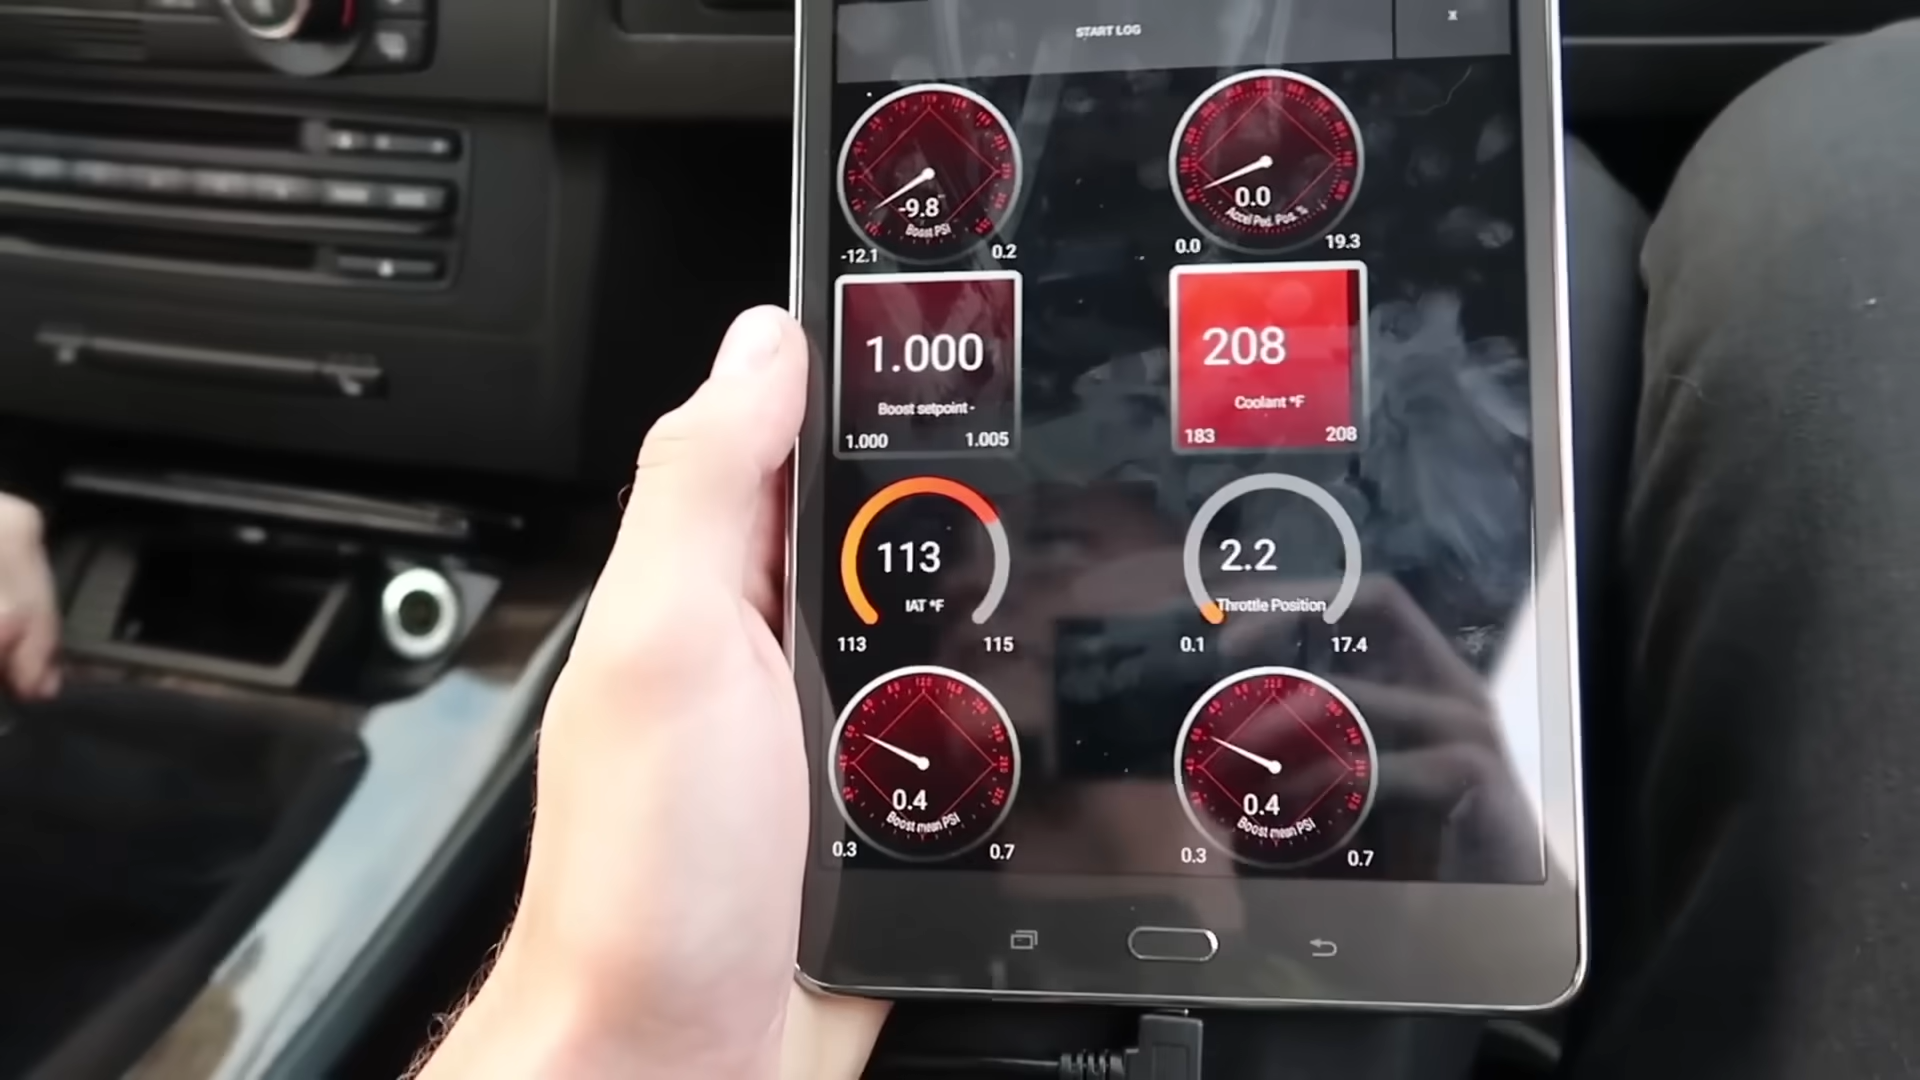 START LOG
x
-9.8
Boost PSI
-12.1
0.2
0.0
Accel Ped. Pos. %
0.0
19.3
1.000
Boost setpoint -
1.000
1.005
208
Coolant °F
183
208
113
IAT °F
113
115
2.2
Throttle Position
0.1
17.4
0.4
Boost mean PSI
0.3
0.7
0.4
Boost mean PSI
0.3
0.7